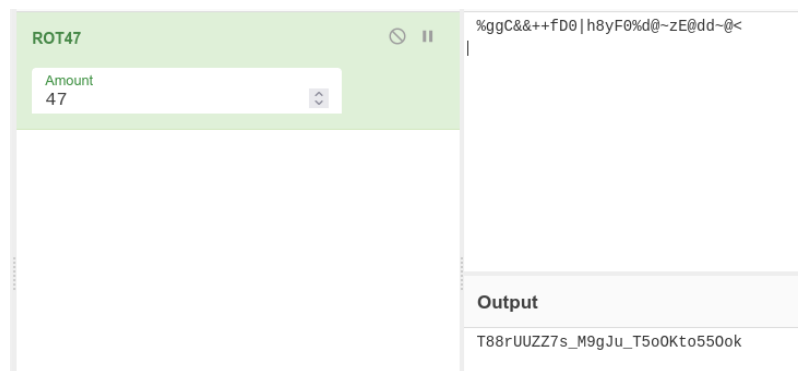 ROT47
Amount
47
%ggC&&++fD0|h8yF0%d@~zE@dd~@<
Output
T88rUUZZ7s_M9gJu_T5oOKto55Ook